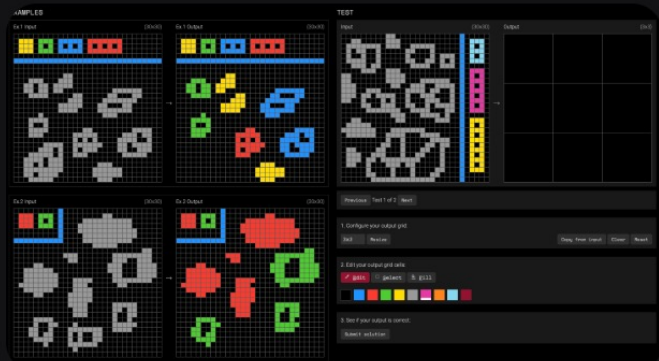 EXAMPLES
Ex.1 Input (30x30)
Ex.1 Output (30x30)
Ex.2 Input (30x30)
Ex.2 Output (30x30)
TEST
Input (30x30)
Output (3x3)
Previous Test 1 of 2 Next
1. Configure your output grid:
3x3 Resize Copy from input Clear Reset
2. Edit your output grid cells:
Edit Select Fill
3. See if your output is correct:
Submit solution